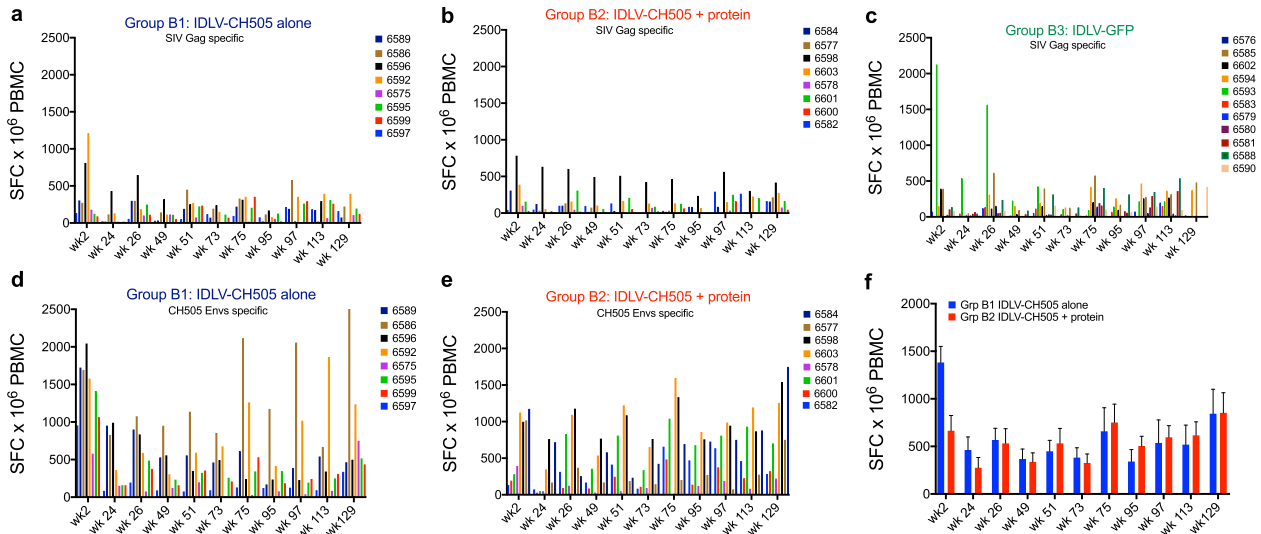 a
Group B1: IDLV-CH505 alone
SIV Gag specific
SFC x 10⁶ PBMC
2500
2000
1500
1000
500
0
wk2
wk 24
wk 26
wk 49
wk 51
wk 73
wk 75
wk 95
wk 97
wk 113
wk 129
6589
6586
6596
6592
6575
6595
6599
6597
b
Group B2: IDLV-CH505 + protein
SIV Gag specific
SFC x 10⁶ PBMC
2500
2000
1500
1000
500
0
wk2
wk 24
wk 26
wk 49
wk 51
wk 73
wk 75
wk 95
wk 97
wk 113
wk 129
6584
6577
6598
6603
6578
6601
6600
6582
c
Group B3: IDLV-GFP
SIV Gag specific
SFC x 10⁶ PBMC
2500
2000
1500
1000
500
0
wk2
wk 24
wk 26
wk 49
wk 51
wk 73
wk 75
wk 95
wk 97
wk 113
wk 129
6576
6585
6602
6594
6593
6583
6579
6580
6581
6588
6590
d
Group B1: IDLV-CH505 alone
CH505 Envs specific
SFC x 10⁶ PBMC
2500
2000
1500
1000
500
0
wk2
wk 24
wk 26
wk 49
wk 51
wk 73
wk 75
wk 95
wk 97
wk 113
wk129
6589
6586
6596
6592
6575
6595
6599
6597
e
Group B2: IDLV-CH505 + protein
CH505 Envs specific
SFC x 10⁶ PBMC
2500
2000
1500
1000
500
0
wk2
wk 24
wk 26
wk 49
wk 51
wk 73
wk 75
wk 95
wk 97
wk 113
wk 129
6584
6577
6598
6603
6578
6601
6600
6582
f
Grp B1 IDLV-CH505 alone
Grp B2 IDLV-CH505 + protein
SFC x 10⁶ PBMC
2000
1500
1000
500
0
wk2
wk 24
wk 26
wk 49
wk 51
wk 73
wk 75
wk 95
wk 97
wk 113
wk129